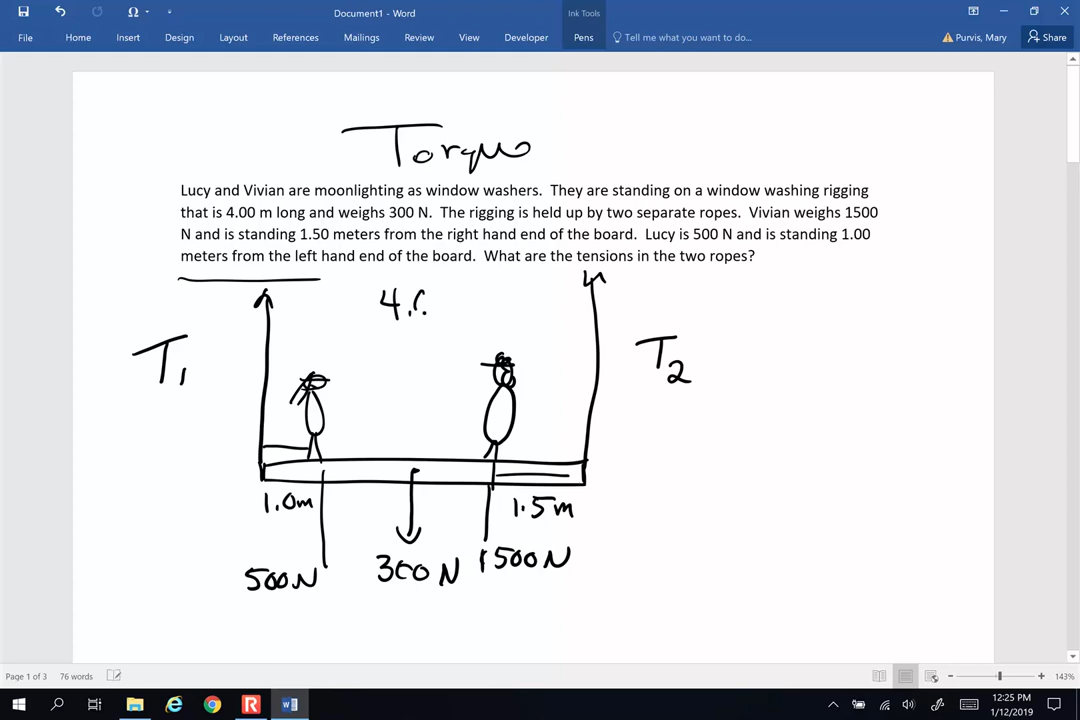 Document1 - Word
Ink Tools
File Home Insert Design Layout References Mailings Review View Developer Pens Tell me what you want to do... Purvis, Mary Share
Torque
Lucy and Vivian are moonlighting as window washers. They are standing on a window washing rigging
that is 4.00 m long and weighs 300 N. The rigging is held up by two separate ropes. Vivian weighs 1500
N and is standing 1.50 meters from the right hand end of the board. Lucy is 500 N and is standing 1.00
meters from the left hand end of the board. What are the tensions in the two ropes?
T1
T2
1.0m
1.5m
500N
300N
1500N
Page 1 of 3 76 words 143%
12:25 PM
1/12/2019